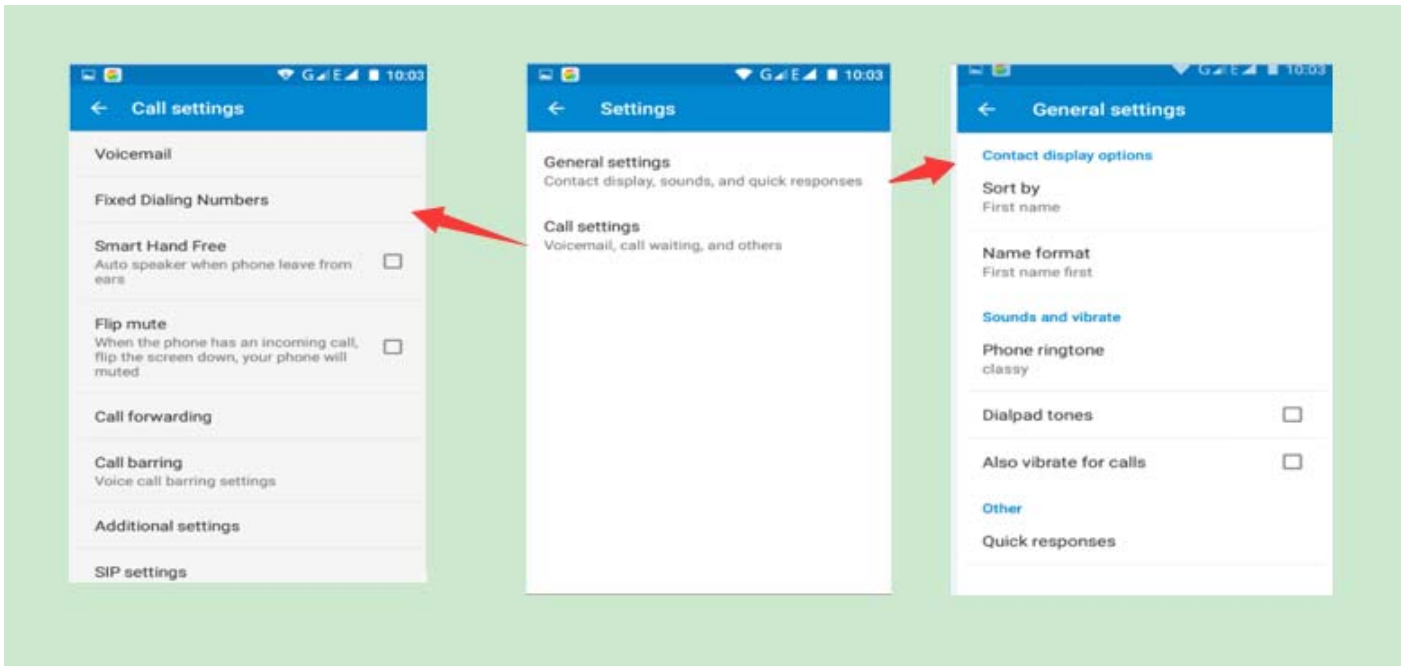 G E 10:03
Call settings
Voicemail
Fixed Dialing Numbers
Smart Hand Free
Auto speaker when phone leave from
ears
Flip mute
When the phone has an incoming call,
flip the screen down, your phone will
muted
Call forwarding
Call barring
Voice call barring settings
Additional settings
SIP settings
G E 10:03
Settings
General settings
Contact display, sounds, and quick responses
Call settings
Voicemail, call waiting, and others
G E 10:03
General settings
Contact display options
Sort by
First name
Name format
First name first
Sounds and vibrate
Phone ringtone
classy
Dialpad tones
Also vibrate for calls
Other
Quick responses